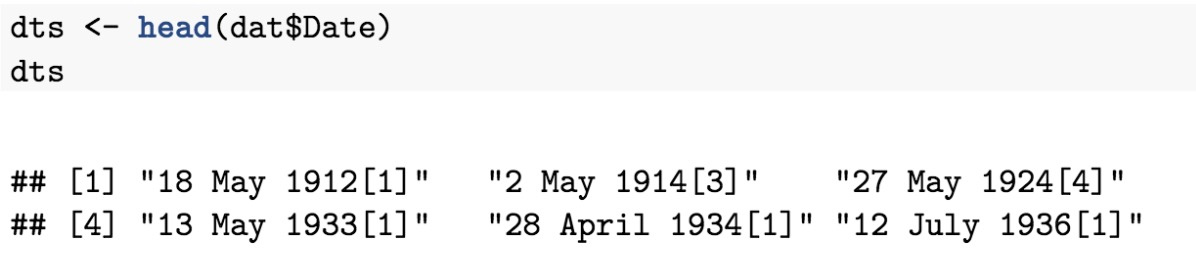 dts <- head(dat$Date)
dts
## [1] "18 May 1912[1]" "2 May 1914[3]" "27 May 1924[4]"
## [4] "13 May 1933[1]" "28 April 1934[1]" "12 July 1936[1]"